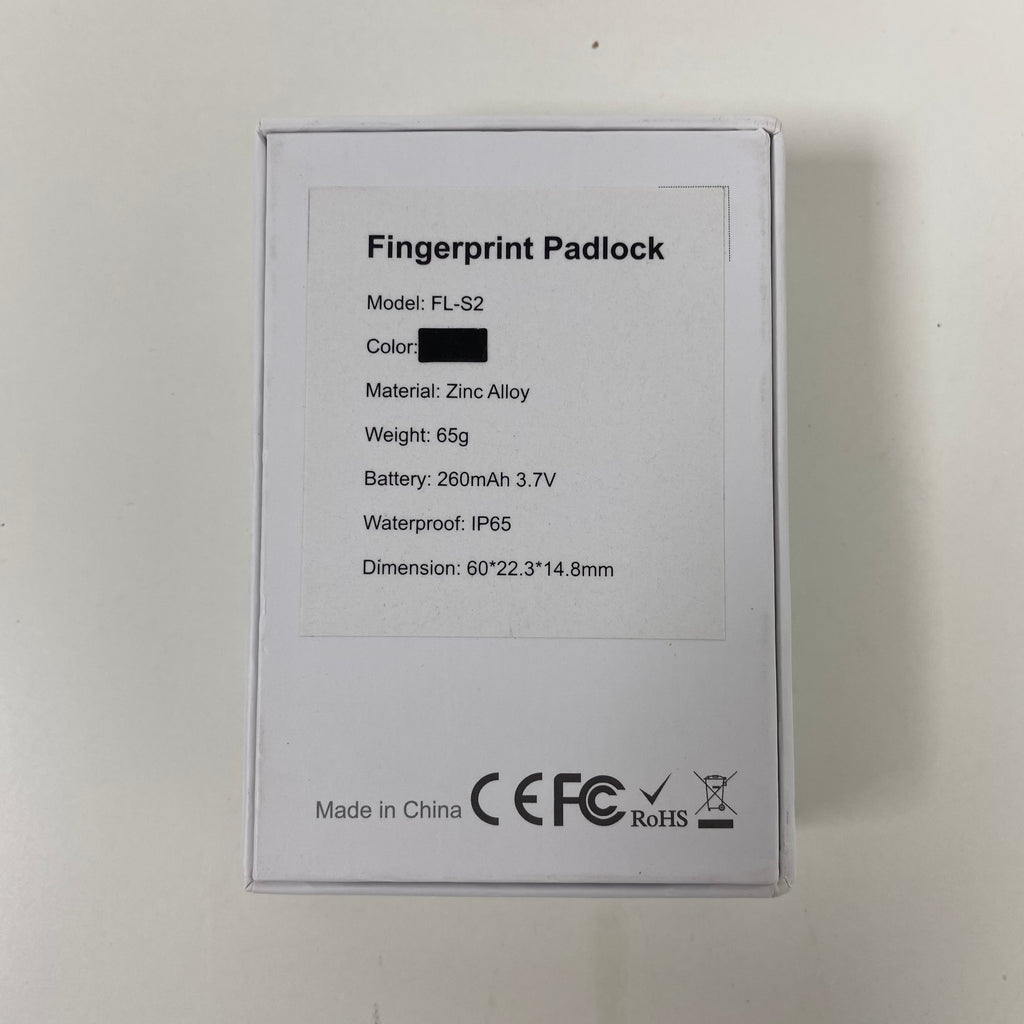 Fingerprint Padlock
Model: FL-S2
Color:
Material: Zinc Alloy
Weight: 65g
Battery: 260mAh 3.7V
Waterproof: IP65
Dimension: 60*22.3*14.8mm
Made in China CE FC RoHS